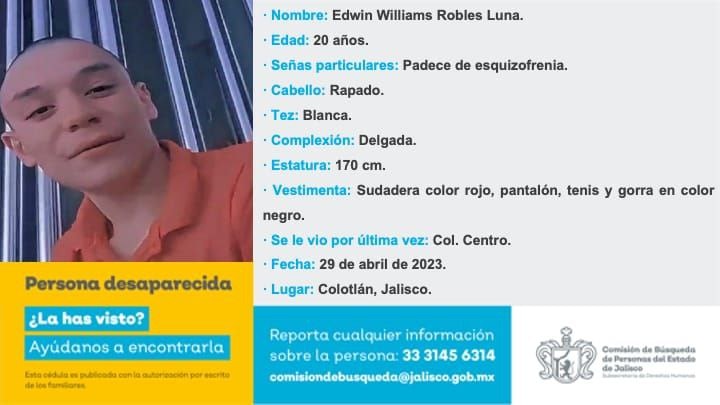 · Nombre: Edwin Williams Robles Luna.
· Edad: 20 años.
· Señas particulares: Padece de esquizofrenia.
· Cabello: Rapado.
· Tez: Blanca.
· Complexión: Delgada.
· Estatura: 170 cm.
· Vestimenta: Sudadera color rojo, pantalón, tenis y gorra en color
negro.
· Se le vio por última vez: Col. Centro.
· Fecha: 29 de abril de 2023.
· Lugar: Colotlán, Jalisco.
Persona desaparecida
¿La has visto?
Ayúdanos a encontrarla
Esta cédula es publicada con la autorización por escrito
de los familiares.
Reporta cualquier información
sobre la persona: 33 3145 6314
comisiondebusqueda@jalisco.gob.mx
Comisión de Búsqueda
de Personas del Estado
de Jalisco
Subsecretaría de Derechos Humanos